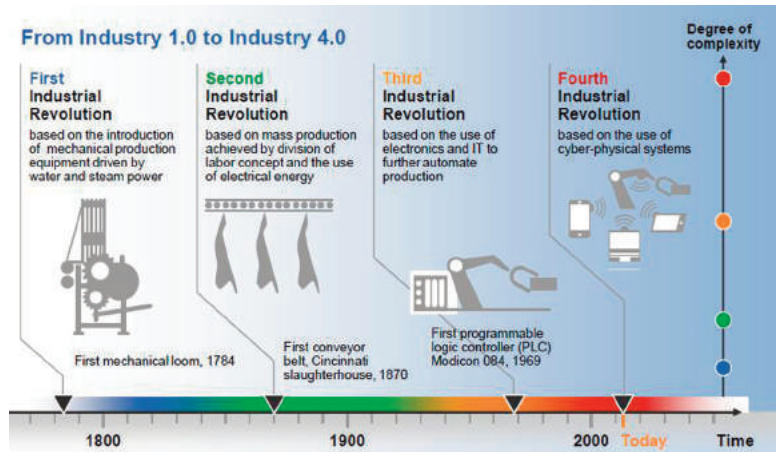 From Industry 1.0 to Industry 4.0
Degree of
complexity
First
Industrial
Revolution
based on the introduction
of mechanical production
equipment driven by
water and steam power
Second
Industrial
Revolution
based on mass production
achieved by division of
labor concept and the use
of electrical energy
Third
Industrial
Revolution
based on the use of
electronics and IT to
further automate
production
Fourth
Industrial
Revolution
based on the use of
cyber-physical systems
First mechanical loom, 1784
First conveyor
belt, Cincinnati
slaughterhouse, 1870
First programmable
logic controller (PLC)
Modicon 084, 1969
1800
1900
2000
Today
Time